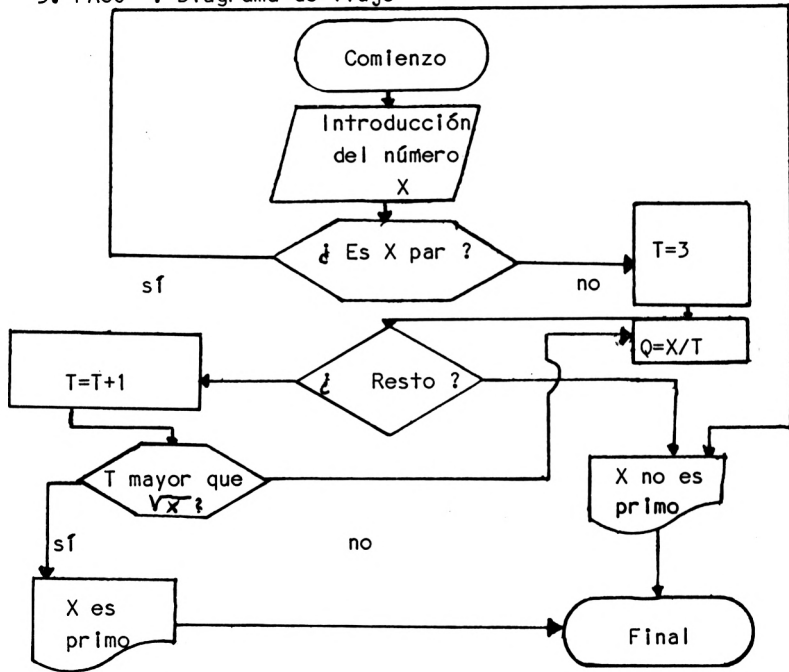 Comienzo
Introducción
del número
X
¿ Es X par ?
T=3
sí
no
Q=X/T
T=T+1
¿ Resto ?
T mayor que
√x ?
X no es
primo
sí
no
X es
primo
Final